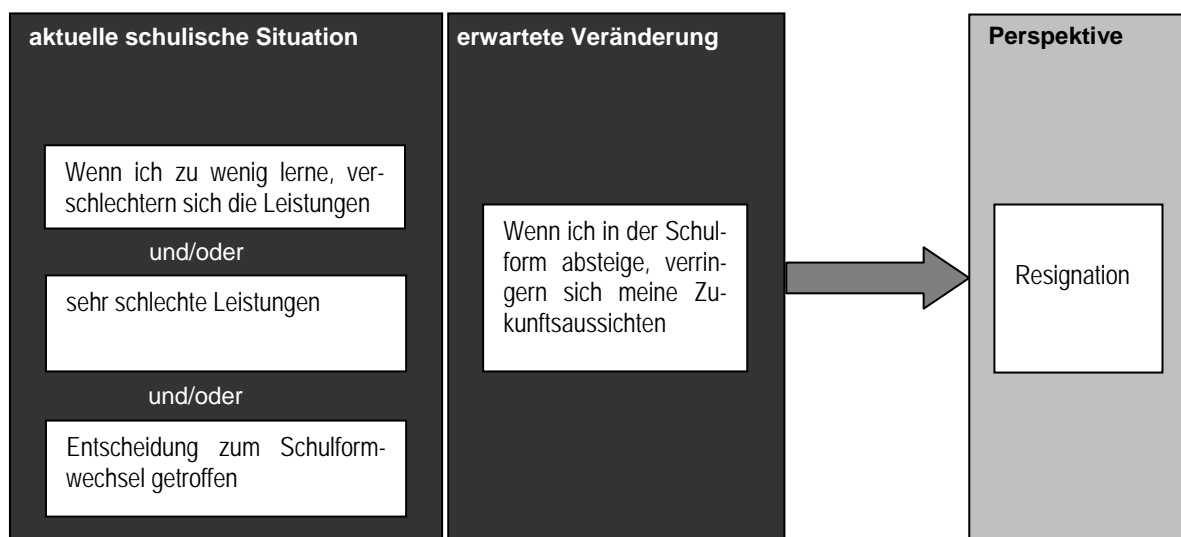 aktuelle schulische Situation
Wenn ich zu wenig lerne, ver-
schlechtern sich die Leistungen
und/oder
sehr schlechte Leistungen
und/oder
Entscheidung zum Schulform-
wechsel getroffen
erwartete Veränderung
Wenn ich in der Schul-
form absteige, verrin-
gern sich meine Zu-
kunftsaussichten
Perspektive
Resignation